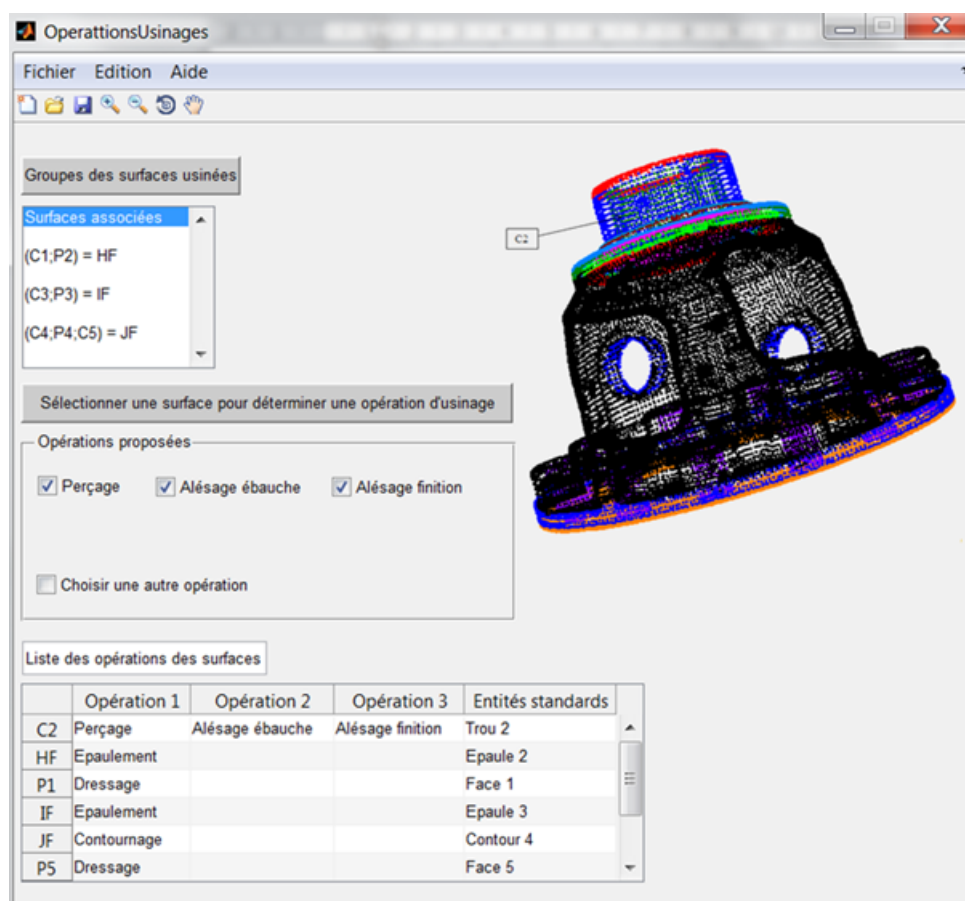 OperattionsUsinages
Fichier Edition Aide
Groupes des surfaces usinées
Surfaces associées
(C1;P2) = HF
(C3;P3) = IF
(C4;P4;C5) = JF
C2
Sélectionner une surface pour déterminer une opération d'usinage
Opérations proposées
Perçage Alésage ébauche Alésage finition
Choisir une autre opération
Liste des opérations des surfaces
Opération 1 Opération 2 Opération 3 Entités standards
C2 Perçage Alésage ébauche Alésage finition Trou 2
HF Epaulement Epaule 2
P1 Dressage Face 1
IF Epaulement Epaule 3
JF Contournage Contour 4
P5 Dressage Face 5